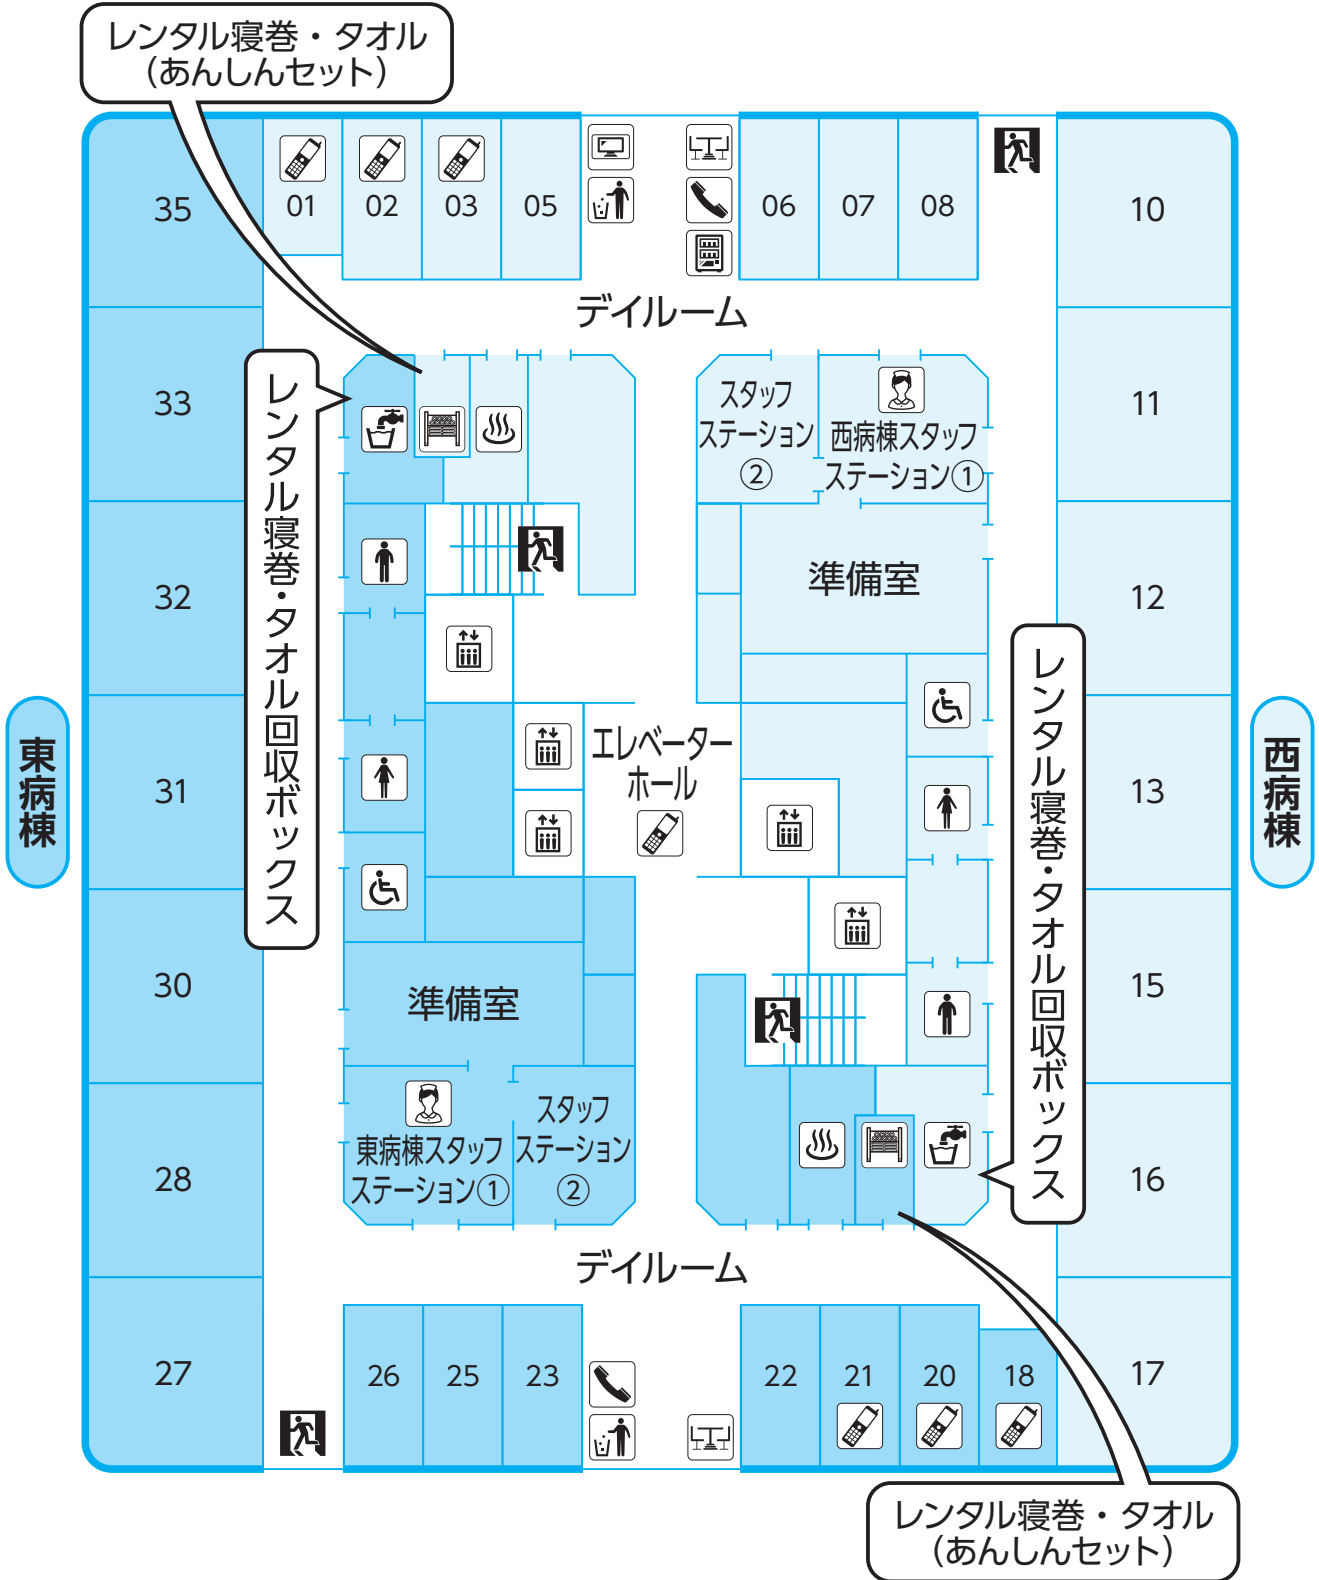 レンタル寝巻・タオル
（あんしんセット）
35
01
02
03
05
06
07
08
10
デイルーム
33
レンタル寝巻・タオル回収ボックス
スタッフ
ステーション
②
西病棟スタッフ
ステーション①
11
32
準備室
12
東病棟
31
エレベーター
ホール
レンタル寝巻・タオル回収ボックス
13
西病棟
30
準備室
15
28
東病棟スタッフ
ステーション①
スタッフ
ステーション
②
16
デイルーム
27
26
25
23
22
21
20
18
17
レンタル寝巻・タオル
（あんしんセット）